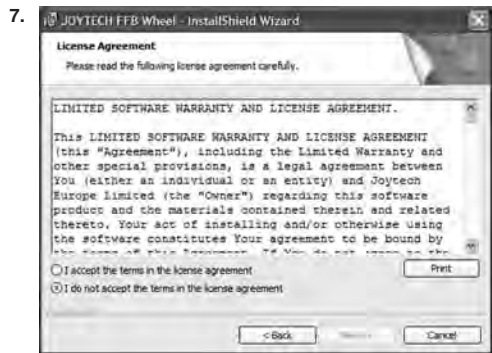 7.
JOYTECH FFB Wheel - InstallShield Wizard
License Agreement
Please read the following license agreement carefully.
LIMITED SOFTWARE WARRANTY AND LICENSE AGREEMENT.
This LIMITED SOFTWARE WARRANTY AND LICENSE AGREEMENT
(this "Agreement"), including the Limited Warranty and
other special provisions, is a legal agreement between
You (either an individual or an entity) and Joytech
Europe Limited (the "Owner") regarding this software
product and the materials contained therein and related
thereto. Your act of installing and/or otherwise using
the software constitutes Your agreement to be bound by
I accept the terms in the license agreement
Print
I do not accept the terms in the license agreement
< Back
Cancel